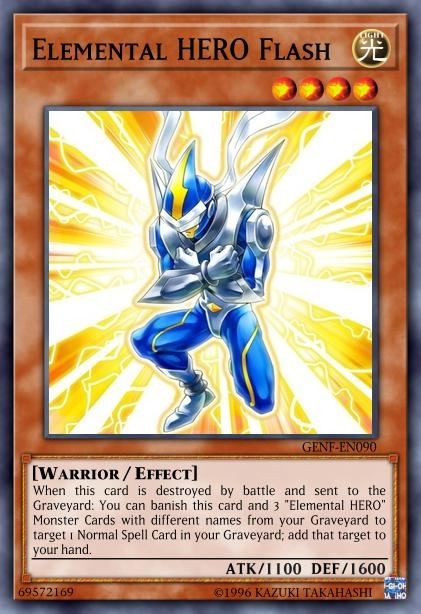 Elemental HERO Flash
LIGHT
光
GENF-EN090
[Warrior / Effect]
When this card is destroyed by battle and sent to the
Graveyard: You can banish this card and 3 "Elemental HERO"
Monster Cards with different names from your Graveyard to
target 1 Normal Spell Card in your Graveyard; add that target to
your hand.
ATK/1100 DEF/1600
69572169
©1996 KAZUKI TAKAHASHI